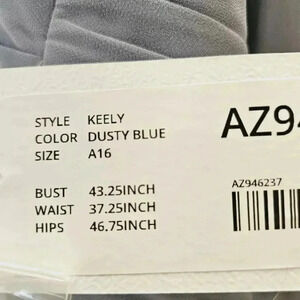 STYLE KEELY
COLOR DUSTY BLUE
SIZE A16
BUST 43.25INCH
WAIST 37.25INCH
HIPS 46.75INCH
AZ94
AZ946237